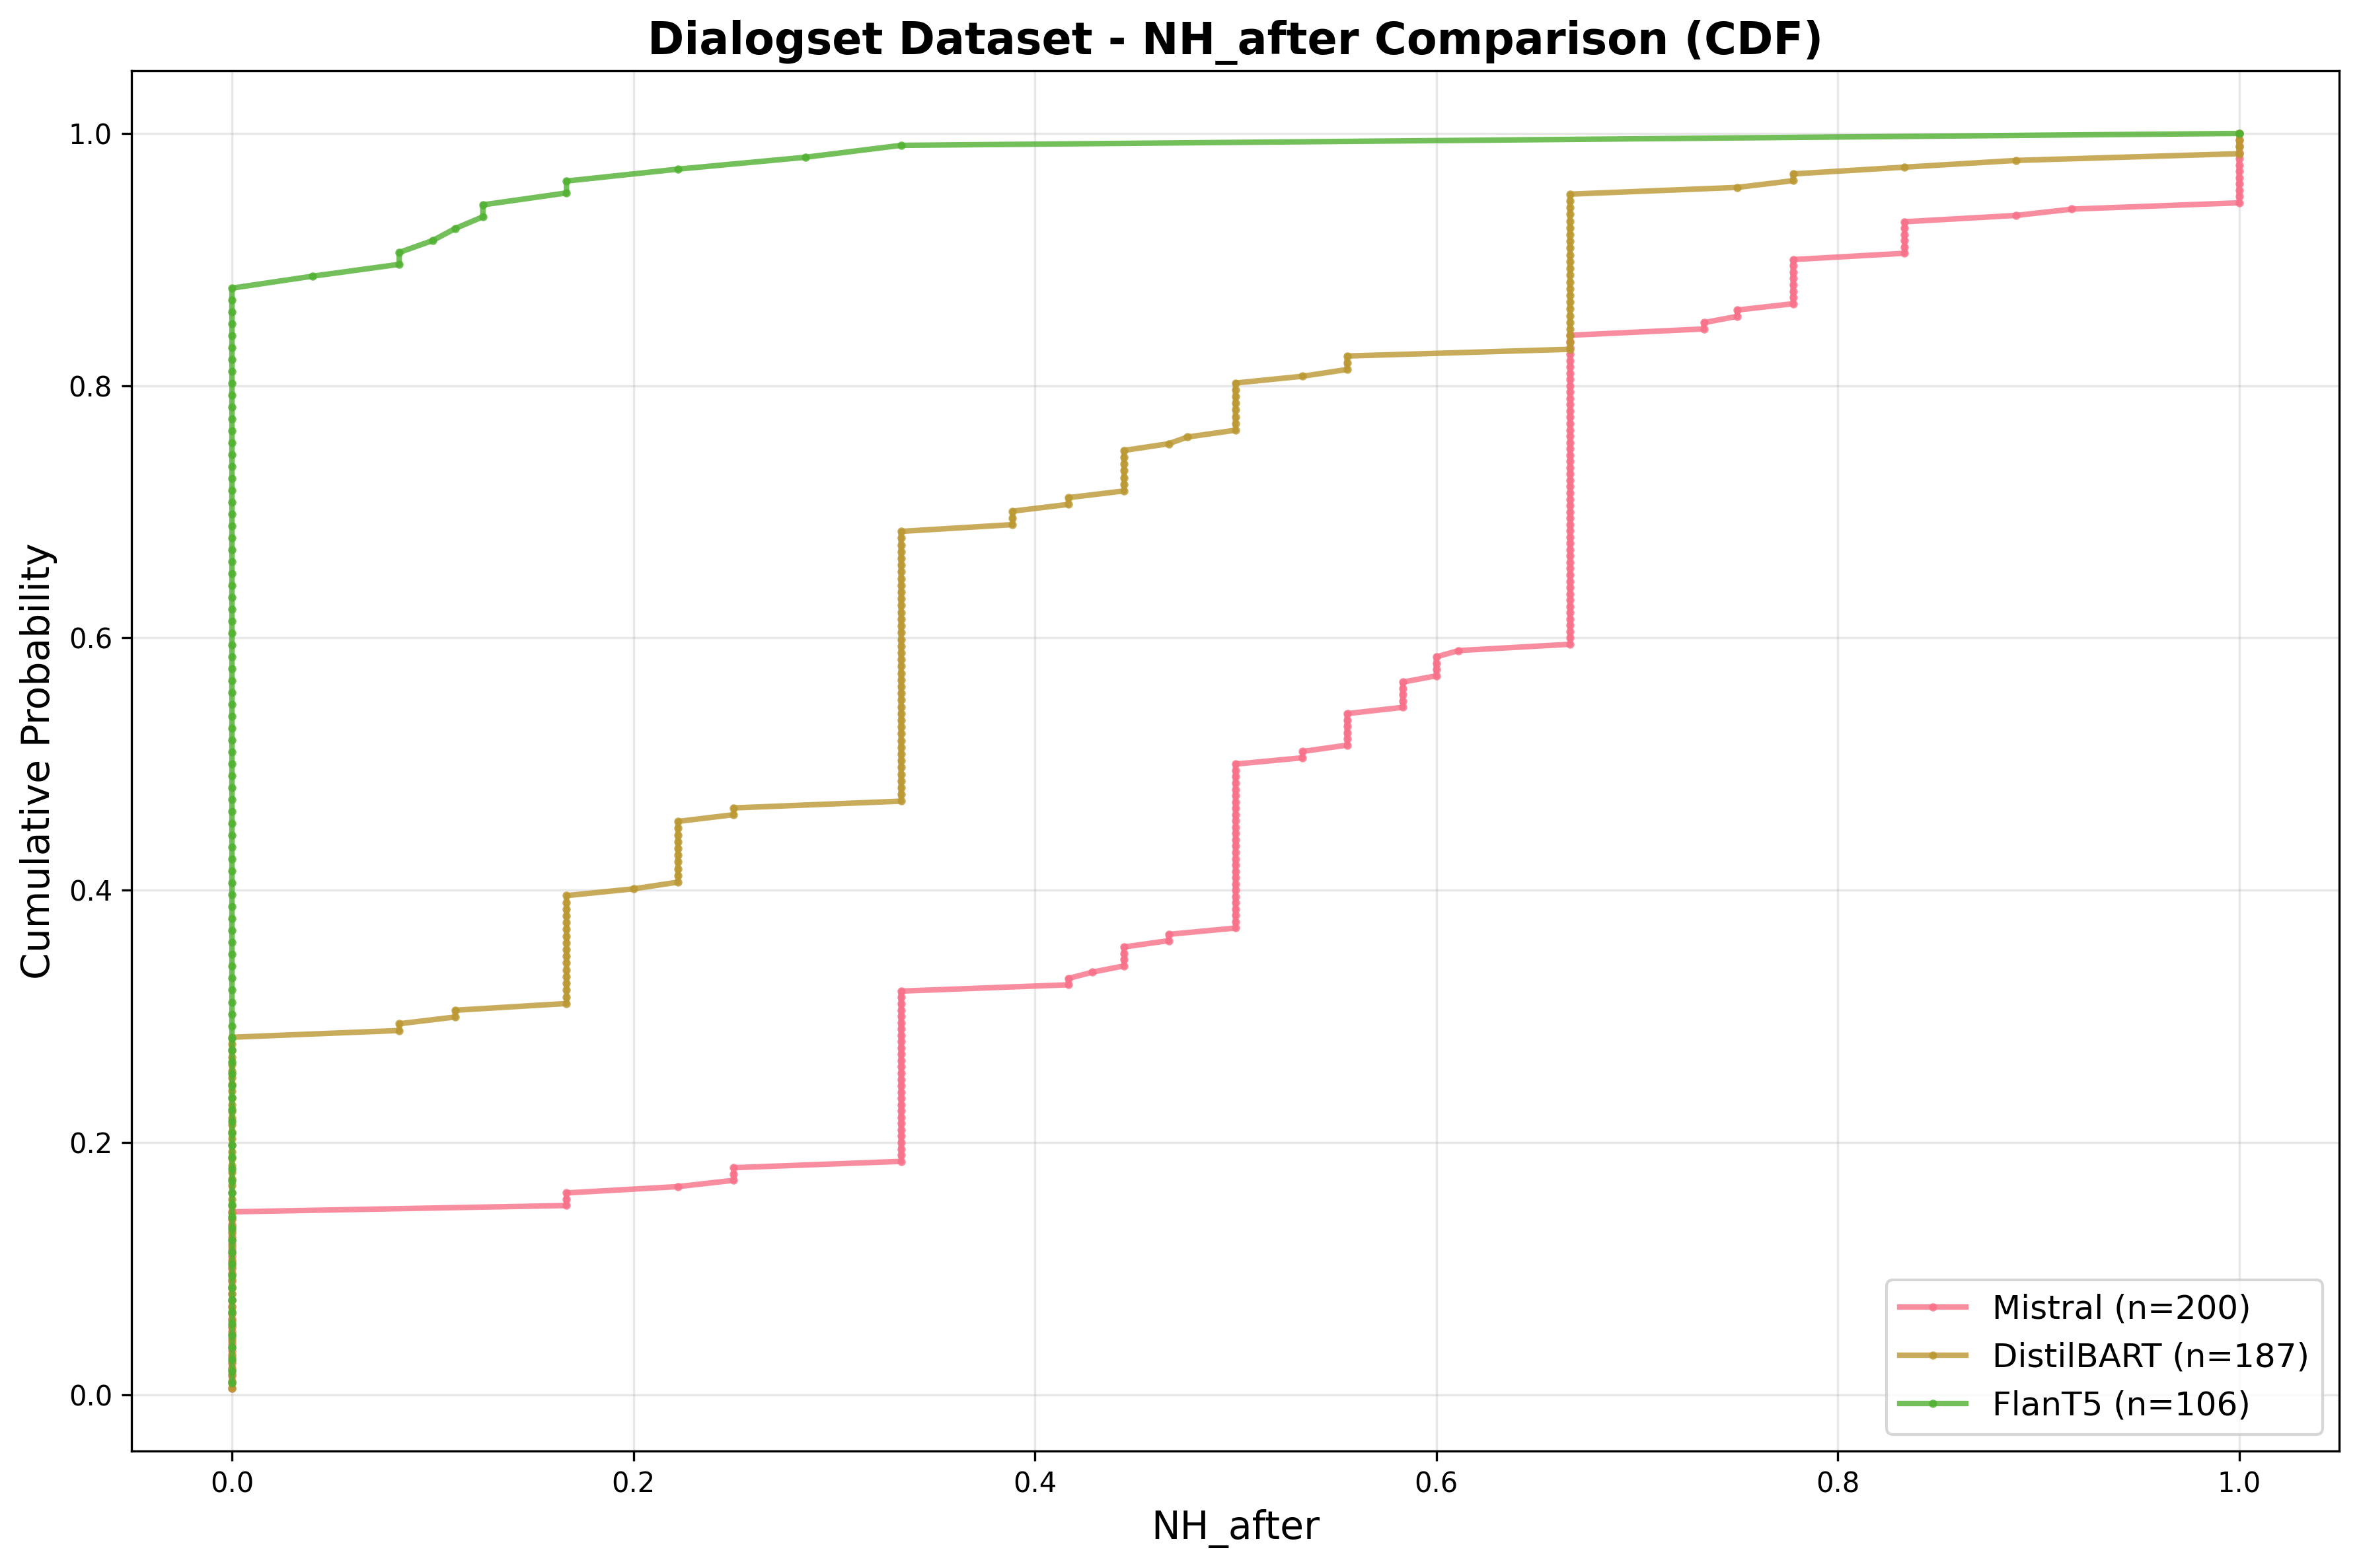 Dialogset Dataset - NH_after Comparison (CDF)
Cumulative Probability
1.0
0.8
0.6
0.4
0.2
0.0
0.0 0.2 0.4 0.6 0.8 1.0
NH_after
Mistral (n=200)
DistilBART (n=187)
FlanT5 (n=106)